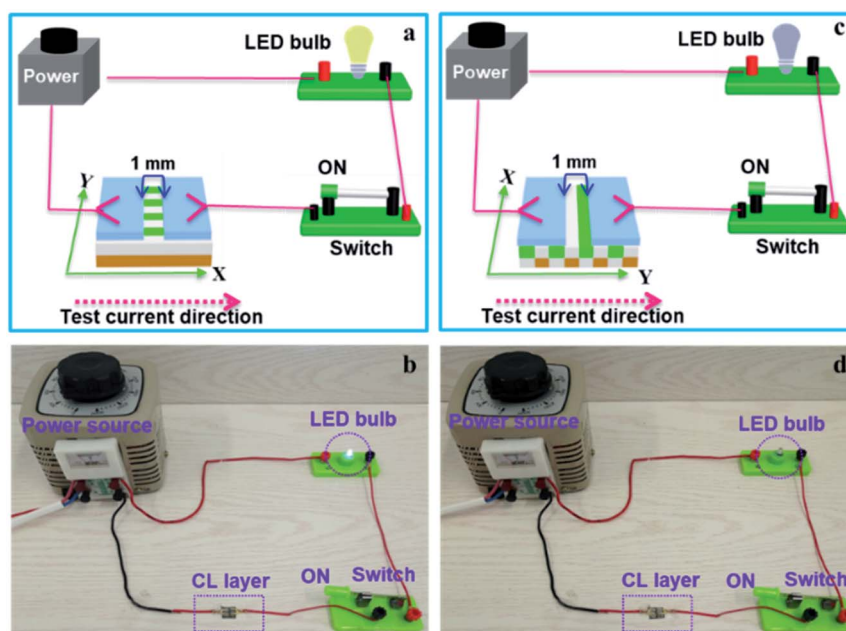 a
LED bulb
Power
1 mm
ON
Y
X
Switch
Test current direction
c
LED bulb
Power
1 mm
ON
X
Y
Switch
Test current direction
b
Power source
LED bulb
CL layer
ON
Switch
d
Power source
LED bulb
CL layer
ON
Switch